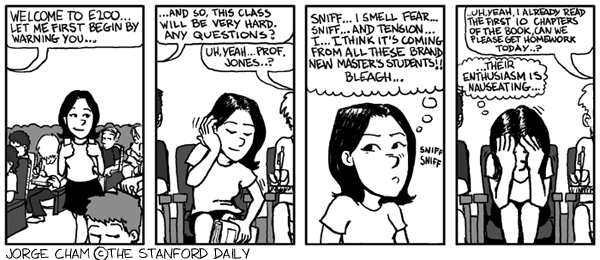 WELCOME TO E200...
LET ME FIRST BEGIN BY
WARNING YOU...
...AND SO, THIS CLASS
WILL BE VERY HARD.
ANY QUESTIONS?
UH, YEAH... PROF.
JONES..?
SNIFF... I SMELL FEAR...
SNIFF... AND TENSION...
I... I THINK IT'S COMING
FROM ALL THESE BRAND
NEW MASTER'S STUDENTS!!
BLEAGH...
SNIFF
SNIFF
...UH, YEAH, I ALREADY READ
THE FIRST 10 CHAPTERS
OF THE BOOK, CAN WE
PLEASE GET HOMEWORK
TODAY..?
...THEIR
ENTHUSIASM IS
NAUSEATING...
JORGE CHAM ©THE STANFORD DAILY